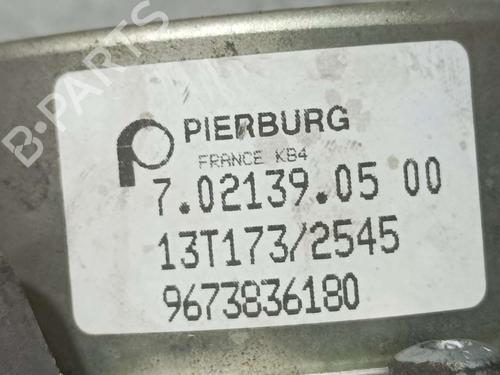 PIERBURG
FRANCE KB4
7.02139.05 00
13T173/2545
9673836180
B-PARTS